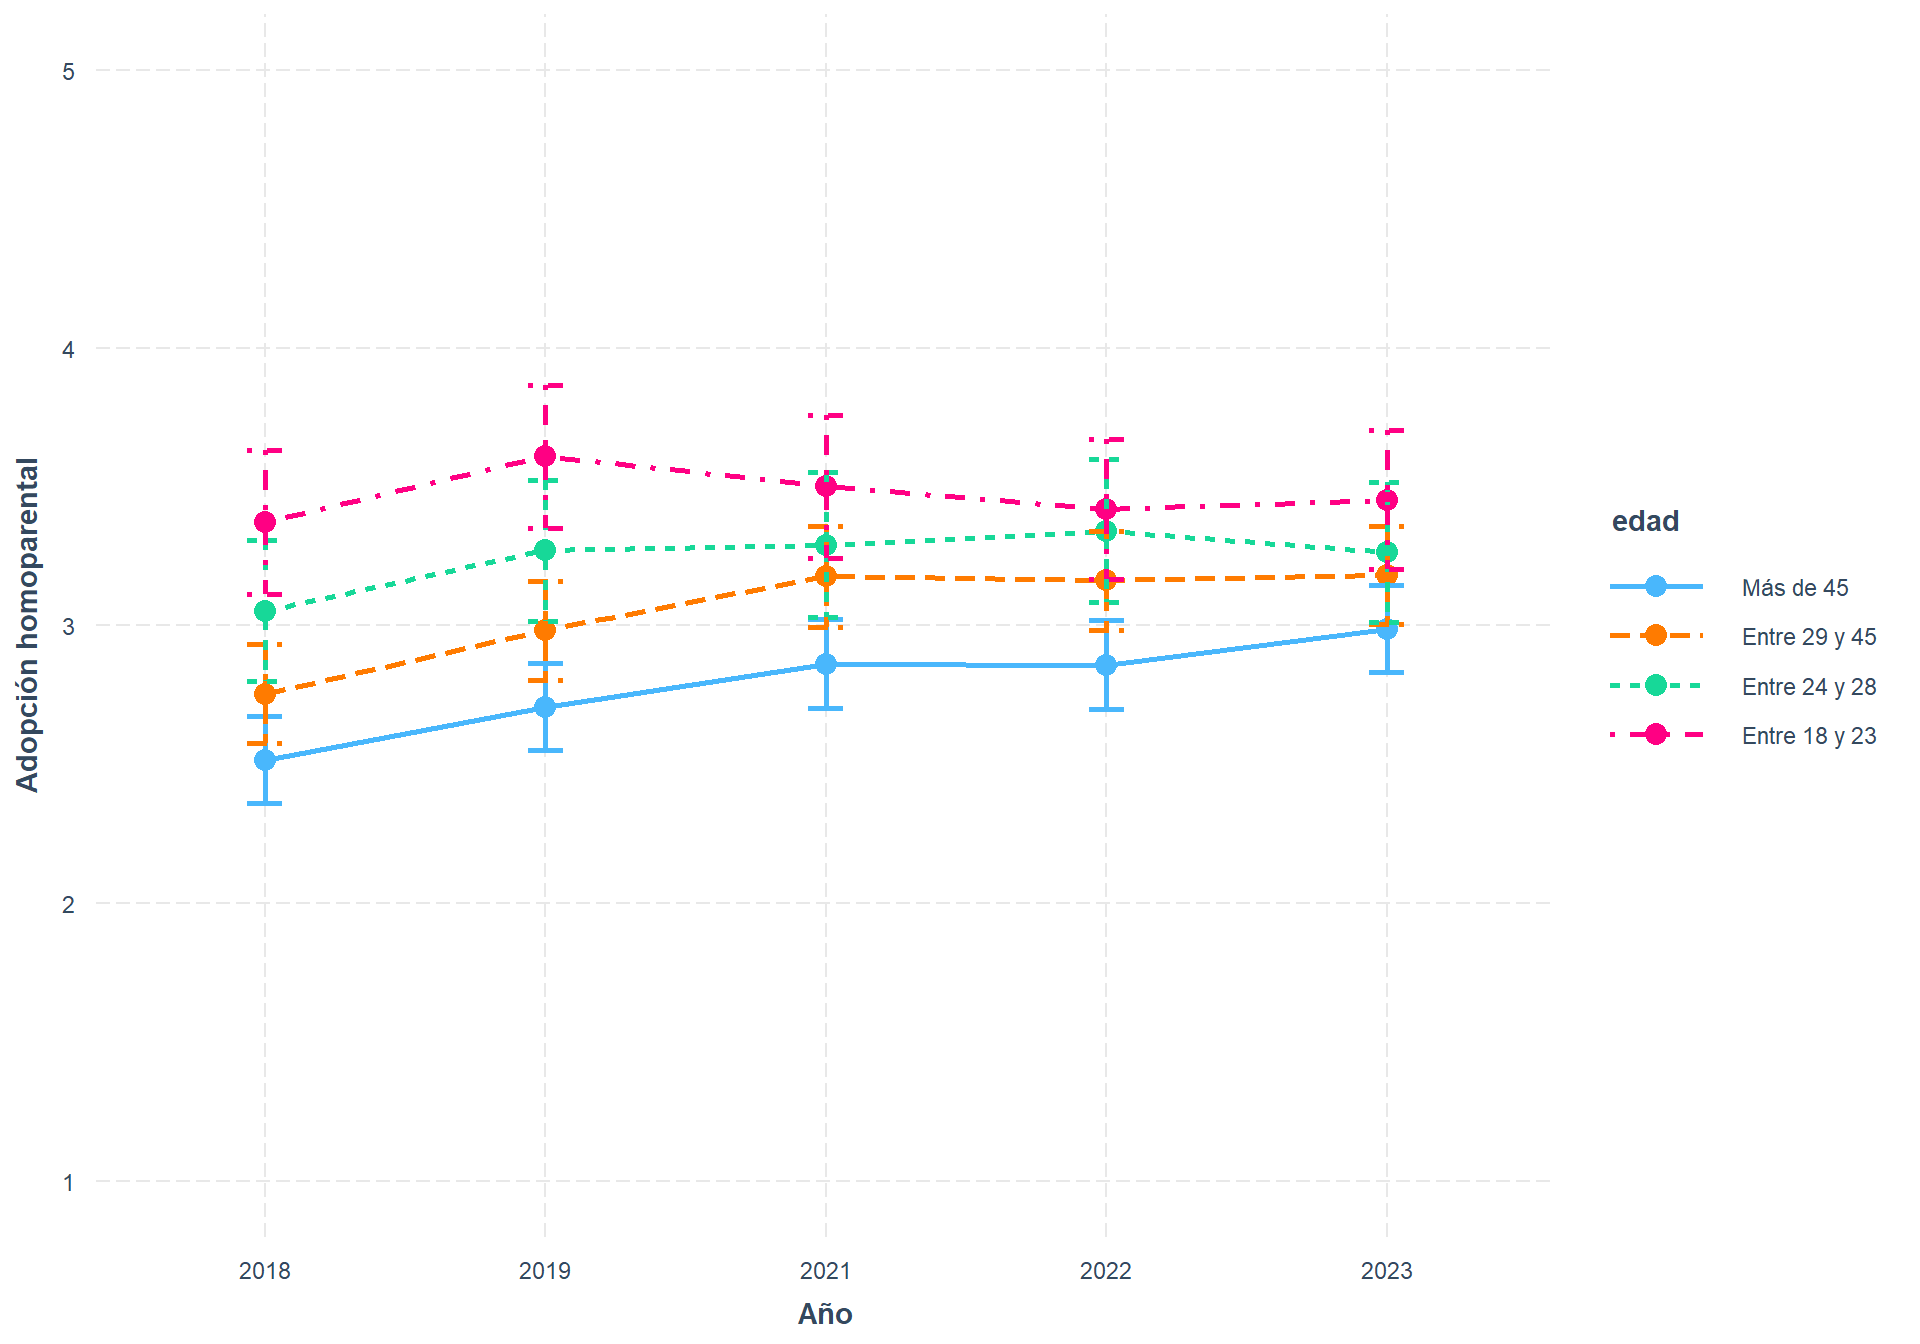 5
4
3
2
1
Adopción homoparental
2018
2019
2021
2022
2023
Año
edad
Más de 45
Entre 29 y 45
Entre 24 y 28
Entre 18 y 23